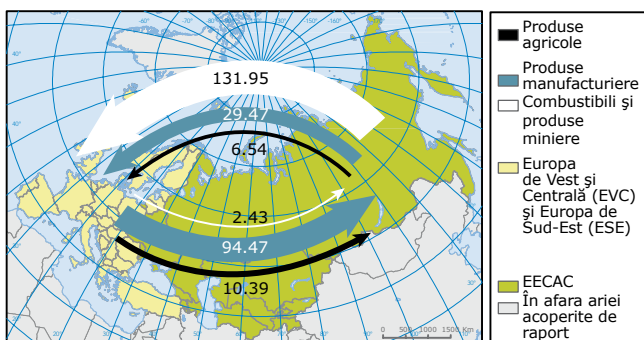 131.95
29.47
6.54
2.43
94.47
10.39
0 500 1000 1500 Km
Produse
agricole
Produse
manufacturiere
Combustibili şi
produse
miniere
Europa
de Vest şi
Centrală (EVC)
şi Europa de
Sud-Est (ESE)
EECAC
În afara ariei
acoperite de
raport